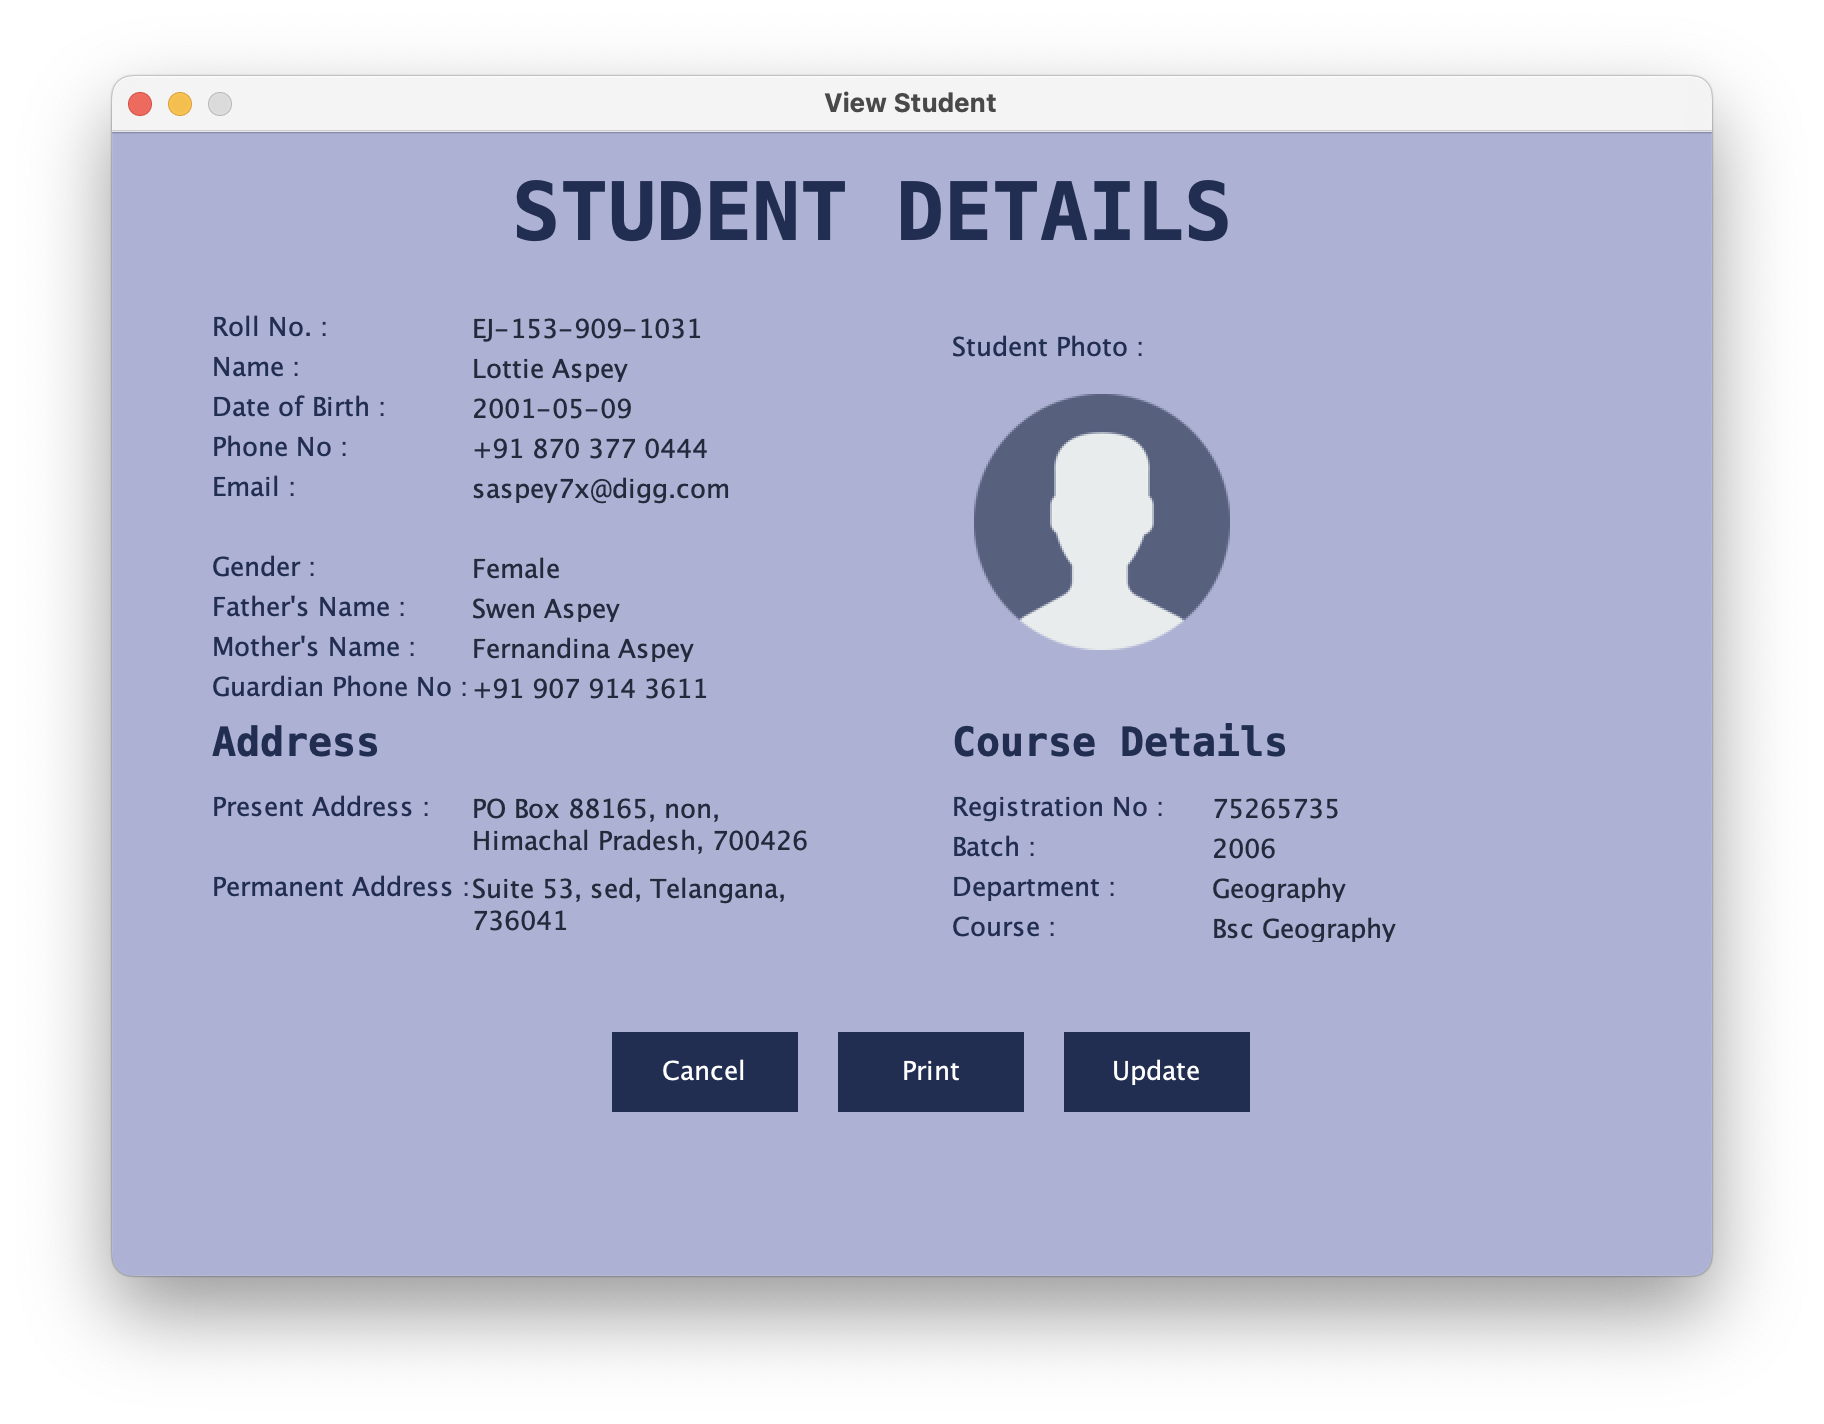 View Student
STUDENT DETAILS
Roll No. : EJ-153-909-1031
Name : Lottie Aspey
Date of Birth : 2001-05-09
Phone No : +91 870 377 0444
Email : saspey7x@digg.com
Gender : Female
Father's Name : Swen Aspey
Mother's Name : Fernandina Aspey
Guardian Phone No : +91 907 914 3611
Student Photo :
Address
Present Address : PO Box 88165, non,
Himachal Pradesh, 700426
Permanent Address : Suite 53, sed, Telangana,
736041
Course Details
Registration No : 75265735
Batch : 2006
Department : Geography
Course : Bsc Geography
Cancel Print Update